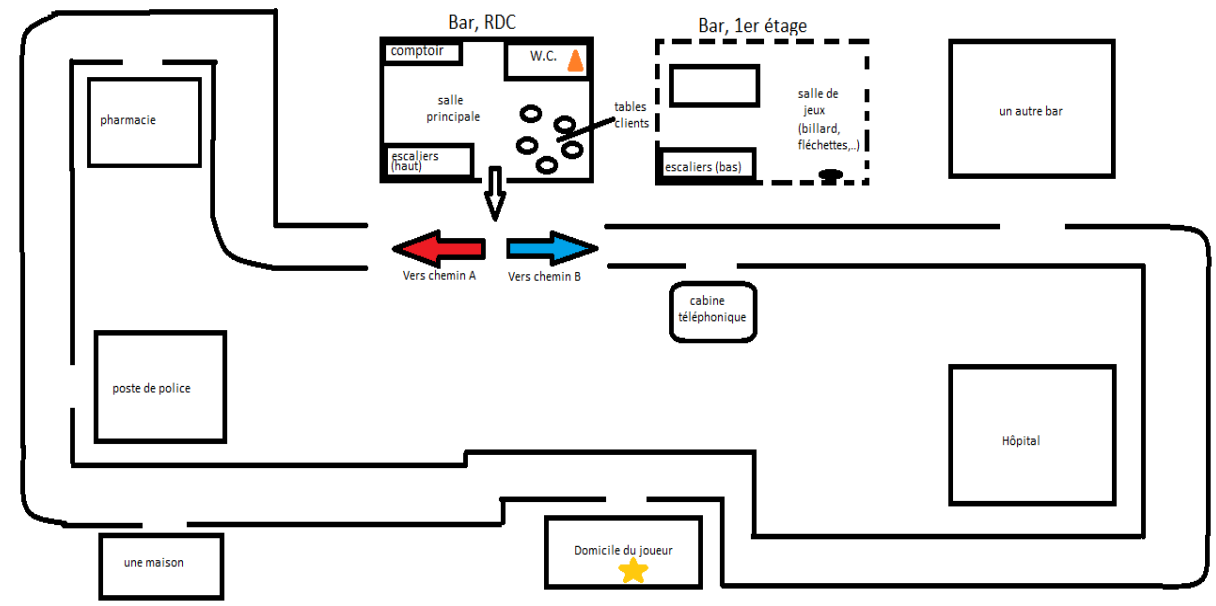 Bar, RDC
Bar, 1er étage
comptoir
W.C.
salle
principale
tables
clients
escaliers
(haut)
salle de
jeux
(billard,
fléchettes,..)
escaliers (bas)
un autre bar
pharmacie
Vers chemin A
Vers chemin B
cabine
téléphonique
poste de police
Hôpital
Domicile du joueur
une maison